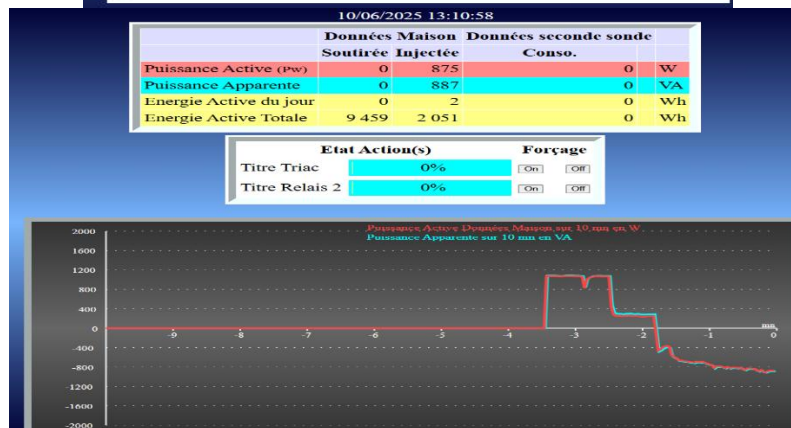 10/06/2025 13:10:58
Données Maison Données seconde sonde
Soutirée Injectée Conso.
Puissance Active (Pw) 0 875 0 W
Puissance Apparente 0 887 0 VA
Energie Active du jour 0 2 0 Wh
Energie Active Totale 9 459 2 051 0 Wh
Etat Action(s) Forçage
Titre Triac 0% On Off
Titre Relais 2 0% On Off
Puissance Active Données Maison sur 10 mn en W
Puissance Apparente sur 10 mn en VA
2000
1600
1200
800
400
0
-400
-800
-1200
-1600
-2000
-9 -8 -7 -6 -5 -4 -3 -2 -1 0
mn